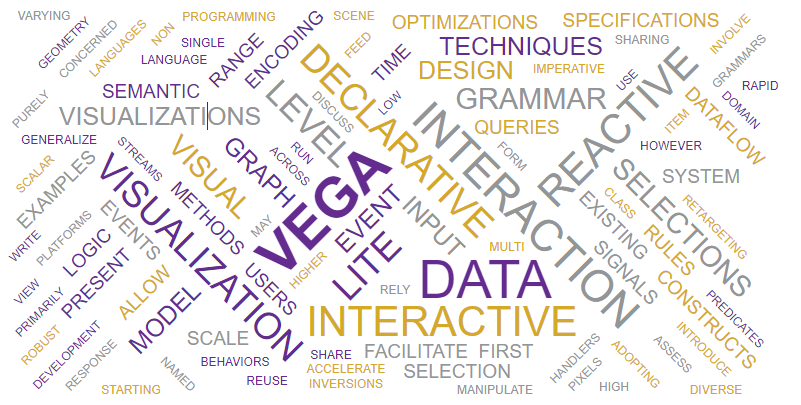 VARYING
GEOMETRY
CONCERNED
LANGUAGES
NON
PROGRAMMING
SINGLE
LANGUAGE
RANGE
ENCODING
SCENE
FEED
TIME
OPTIMIZATIONS
SPECIFICATIONS
TECHNIQUES
SHARING
INVOLVE
GRAMMARS
DESIGN
IMPERATIVE
USE
RAPID
DOMAIN
PURELY
SEMANTIC
VISUALIZATIONS
LEVEL
DISCUSS
DECLARATIVE
LOW
GRAMMAR
QUERIES
REACTIVE
ITEM
DATAFLOW
GENERALIZE
STREAMS
SCALAR
EXAMPLES
VISUAL
GRAPH
ACROSS
RUN
VEGA
INTERACTION
FORM
HOWEVER
SELECTIONS
SYSTEM
VISUALIZATION
METHODS
EVENTS
PLATFORMS
WRITE
LOGIC
MAY
EVENT
INPUT
MULTI
EXISTING
CLASS
RULES
RETARGETING
SIGNALS
VIEW
PRIMARILY
PRESENT
ALLOW
MODEL
USERS
HIGHER
LITE
RELY
DATA
CONSTRUCTS
PREDICATES
INTRODUCE
ROBUST
DEVELOPMENT
RESPONSE
SCALE
INTERACTIVE
BEHAVIORS
SHARE
FACILITATE
FIRST
HANDLERS
PIXELS
ADOPTING
ASSESS
NAMED
REUSE
ACCELERATE
INVERSIONS
SELECTION
STARTING
MANIPULATE
HIGH
DIVERSE